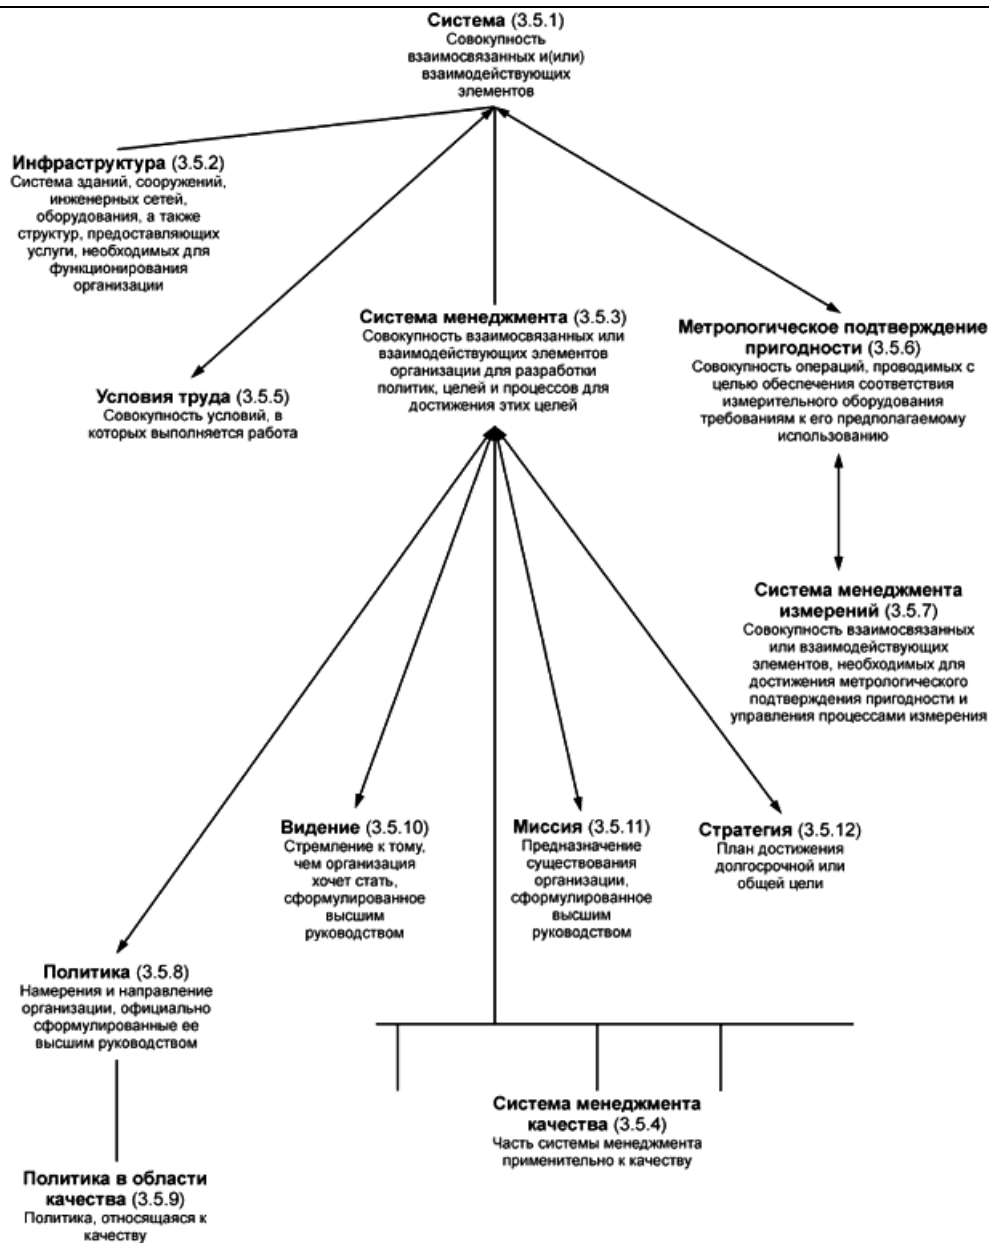 Система (3.5.1)
Совокупность
взаимосвязанных и(или)
взаимодействующих
элементов
Инфраструктура (3.5.2)
Система зданий, сооружений,
инженерных сетей,
оборудования, а также
структур, предоставляющих
услуги, необходимых для
функционирования
организации
Система менеджмента (3.5.3)
Совокупность взаимосвязанных или
взаимодействующих элементов
организации для разработки
политик, целей и процессов для
достижения этих целей
Метрологическое подтверждение
пригодности (3.5.6)
Совокупность операций, проводимых с
целью обеспечения соответствия
измерительного оборудования
требованиям к его предполагаемому
использованию
Условия труда (3.5.5)
Совокупность условий, в
которых выполняется работа
Система менеджмента
измерений (3.5.7)
Совокупность взаимосвязанных
или взаимодействующих
элементов, необходимых для
достижения метрологического
подтверждения пригодности и
управления процессами измерения
Видение (3.5.10)
Стремление к тому,
чем организация
хочет стать,
сформулированное
высшим
руководством
Миссия (3.5.11)
Предназначение
существования
организации,
сформулированное
высшим
руководством
Стратегия (3.5.12)
План достижения
долгосрочной или
общей цели
Политика (3.5.8)
Намерения и направление
организации, официально
сформулированные ее
высшим руководством
Система менеджмента
качества (3.5.4)
Часть системы менеджмента
применительно к качеству
Политика в области
качества (3.5.9)
Политика, относящаяся к
качеству